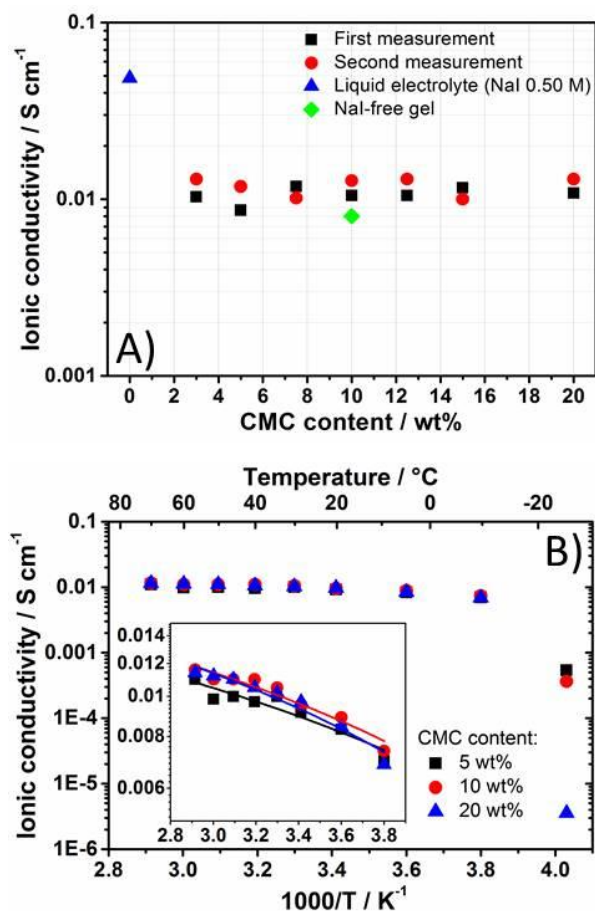 0.1
0.01
0.001
Ionic conductivity / S cm⁻¹
First measurement
Second measurement
Liquid electrolyte (NaI 0.50 M)
NaI-free gel
A)
0 2 4 6 8 10 12 14 16 18 20
CMC content / wt%
Temperature / °C
80 60 40 20 0 -20
B)
0.1
0.01
0.001
1E-4
1E-5
1E-6
Ionic conductivity / S cm⁻¹
0.014
0.012
0.01
0.008
0.006
2.8 3.0 3.2 3.4 3.6 3.8
CMC content:
5 wt%
10 wt%
20 wt%
2.8 3.0 3.2 3.4 3.6 3.8 4.0
1000/T / K⁻¹